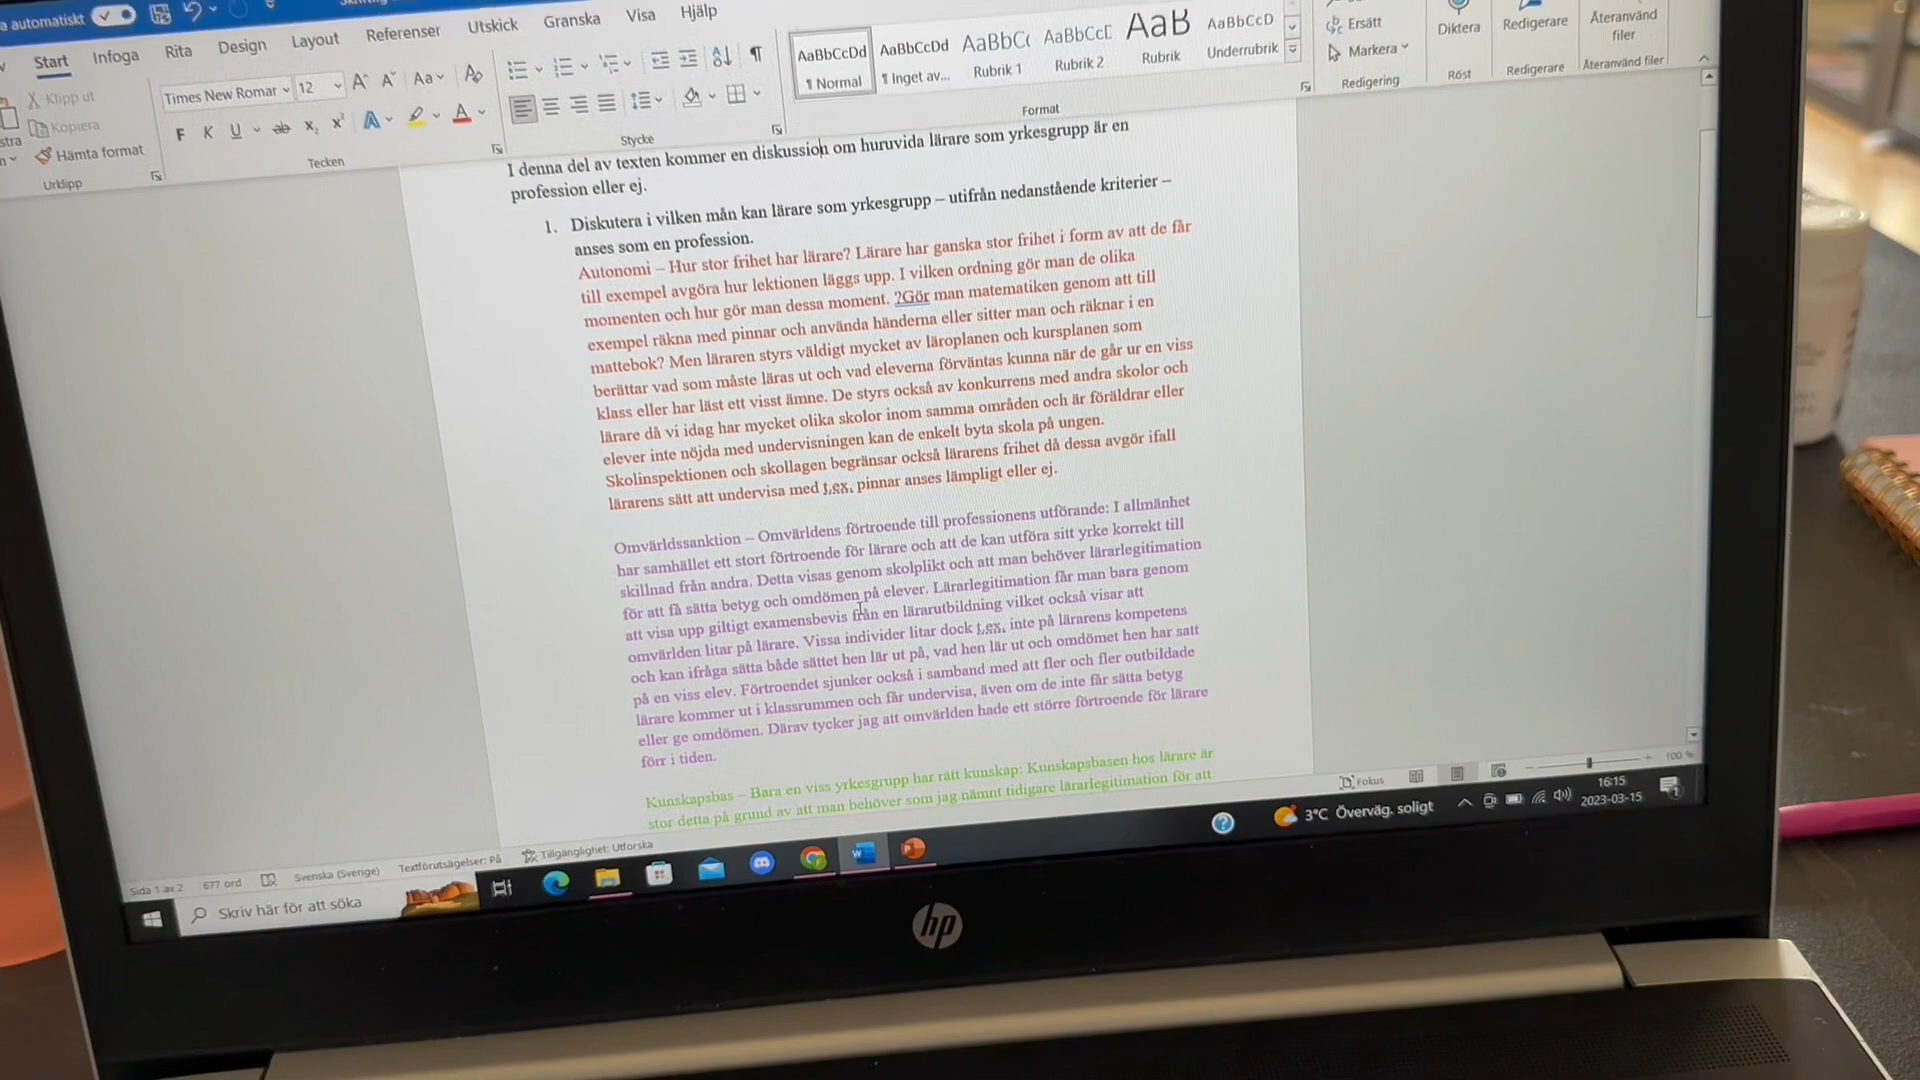 a automatiskt
Start Infoga Rita Design Layout Referenser Utskick Granska Visa Hjälp
Klipp ut
Kopiera
Hämta format
Urklipp
Times New Romar 12
Aa
F K U ab x₂ x² A A
Tecken
Stycke
AaBbCcDd AaBbCcDd AaBbC AaBbCcD AaB AaBbCcD
¶ Normal ¶ Inget av... Rubrik 1 Rubrik 2 Rubrik Underrubrik
Format
Ersätt
Markera
Redigering
Diktera
Röst
Redigerare
Redigerare
Återanvänd
filer
Återanvänd filer
I denna del av texten kommer en diskussion om huruvida lärare som yrkesgrupp är en
profession eller ej.
1. Diskutera i vilken mån kan lärare som yrkesgrupp – utifrån nedanstående kriterier –
anses som en profession.
Autonomi – Hur stor frihet har lärare? Lärare har ganska stor frihet i form av att de får
till exempel avgöra hur lektionen läggs upp. I vilken ordning gör man de olika
momenten och hur gör man dessa moment. ?Gör man matematiken genom att till
exempel räkna med pinnar och använda händerna eller sitter man och räknar i en
mattebok? Men läraren styrs väldigt mycket av läroplanen och kursplanen som
berättar vad som måste läras ut och vad eleverna förväntas kunna när de går ur en viss
klass eller har läst ett visst ämne. De styrs också av konkurrens med andra skolor och
lärare då vi idag har mycket olika skolor inom samma områden och är föräldrar eller
elever inte nöjda med undervisningen kan de enkelt byta skola på ungen.
Skolinspektionen och skollagen begränsar också lärarens frihet då dessa avgör ifall
lärarens sätt att undervisa med t.ex. pinnar anses lämpligt eller ej.
Omvärldssanktion – Omvärldens förtroende till professionens utförande: I allmänhet
har samhället ett stort förtroende för lärare och att de kan utföra sitt yrke korrekt till
skillnad från andra. Detta visas genom skolplikt och att man behöver lärarlegitimation
för att få sätta betyg och omdömen på elever. Lärarlegitimation får man bara genom
att visa upp giltigt examensbevis från en lärarutbildning vilket också visar att
omvärlden litar på lärare. Vissa individer litar dock t.ex. inte på lärarens kompetens
och kan ifråga sätta både sättet hen lär ut på, vad hen lär ut och omdömet hen har satt
på en viss elev. Förtroendet sjunker också i samband med att fler och fler outbildade
lärare kommer ut i klassrummen och får undervisa, även om de inte får sätta betyg
eller ge omdömen. Därav tycker jag att omvärlden hade ett större förtroende för lärare
förr i tiden.
Kunskapsbas – Bara en viss yrkesgrupp har rätt kunskap: Kunskapsbasen hos lärare är
stor detta på grund av att man behöver som jag nämnt tidigare lärarlegitimation för att
Sida 1 av 2 677 ord Svenska (Sverige) Textförutsägelser: På Tillgänglighet: Utforska
Fokus 100 %
Skriv här för att söka
3°C Överväg. soligt
16:15
2023-03-15
hp